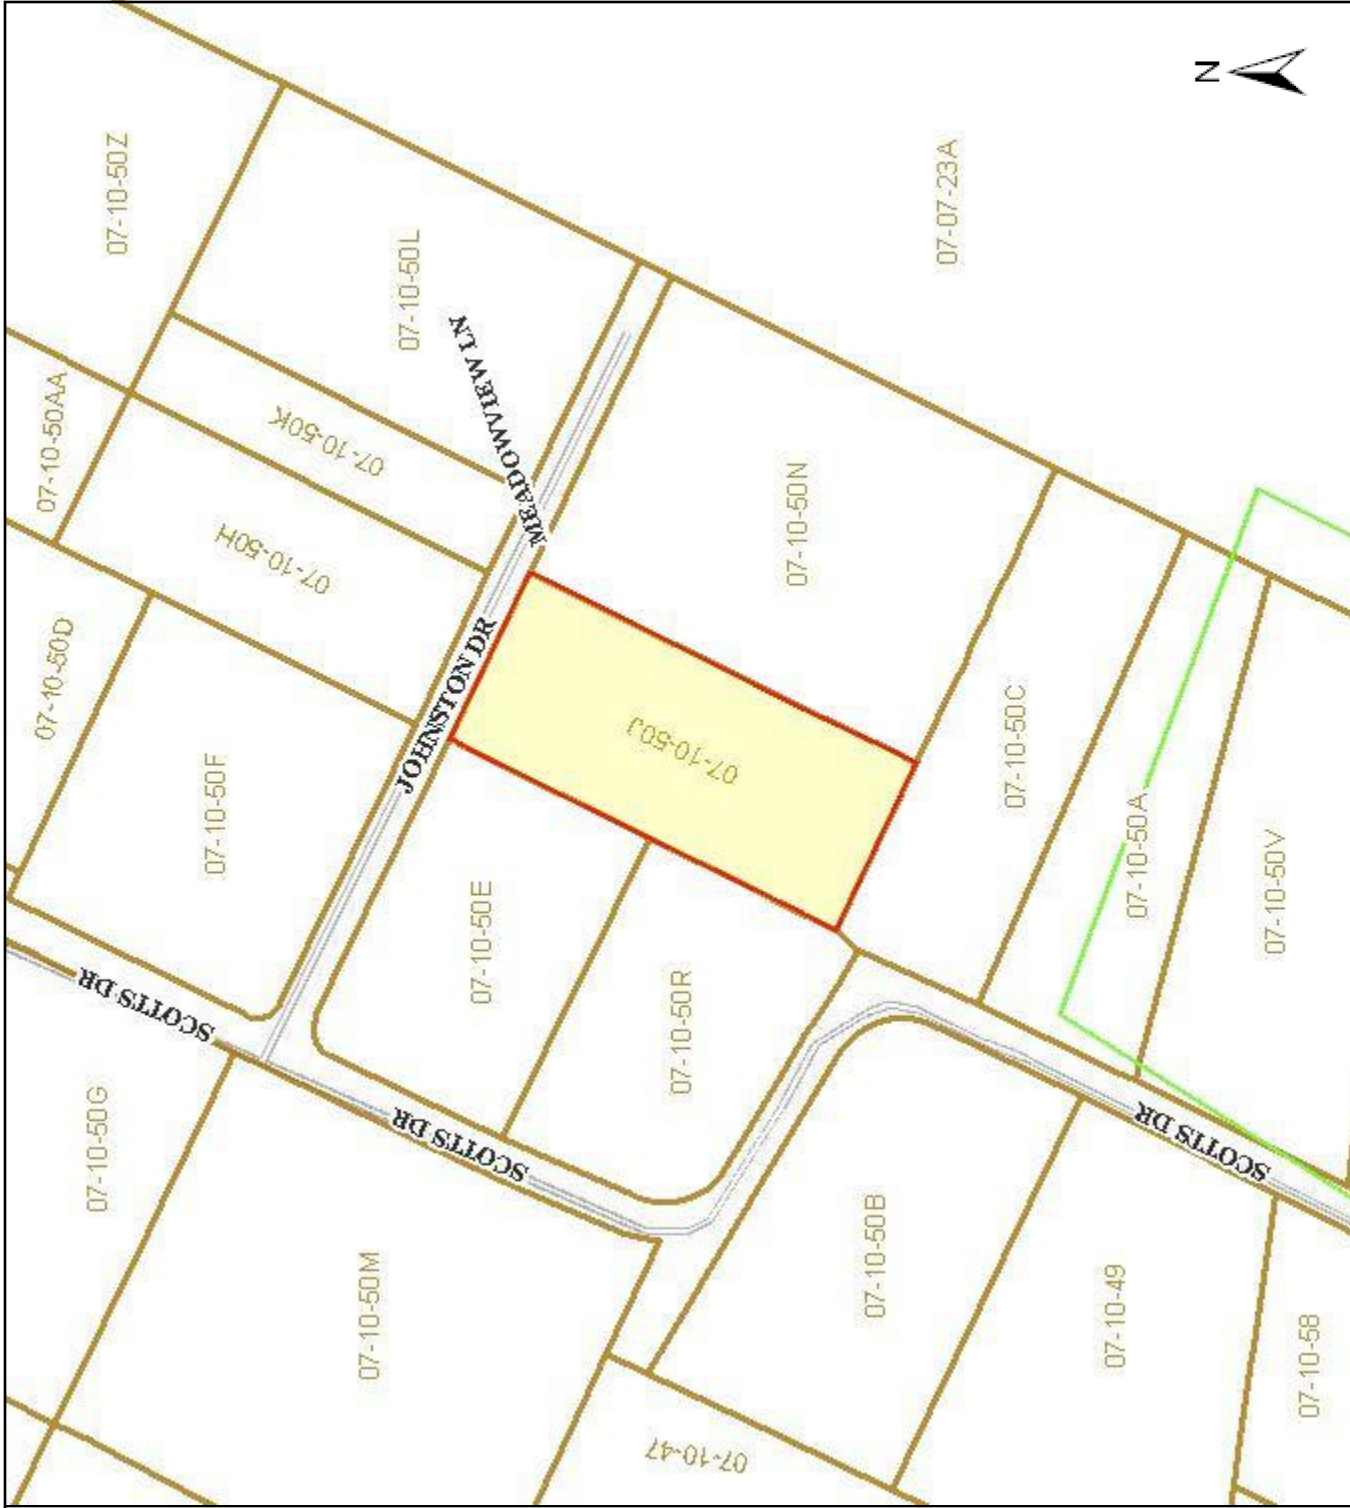 N
07-10-50Z
07-07-23A
07-10-50L
MEADOWVIEW LN
07-10-50AA
07-10-50K
07-10-50H
07-10-50N
07-10-50D
JOHNSTON DR
07-10-50J
07-10-50C
07-10-50F
07-10-50A
07-10-50V
07-10-50E
07-10-50R
SCOTTS DR
SCOTTS DR
SCOTTS DR
07-10-50G
07-10-50M
07-10-50B
07-10-49
07-10-58
07-10-47